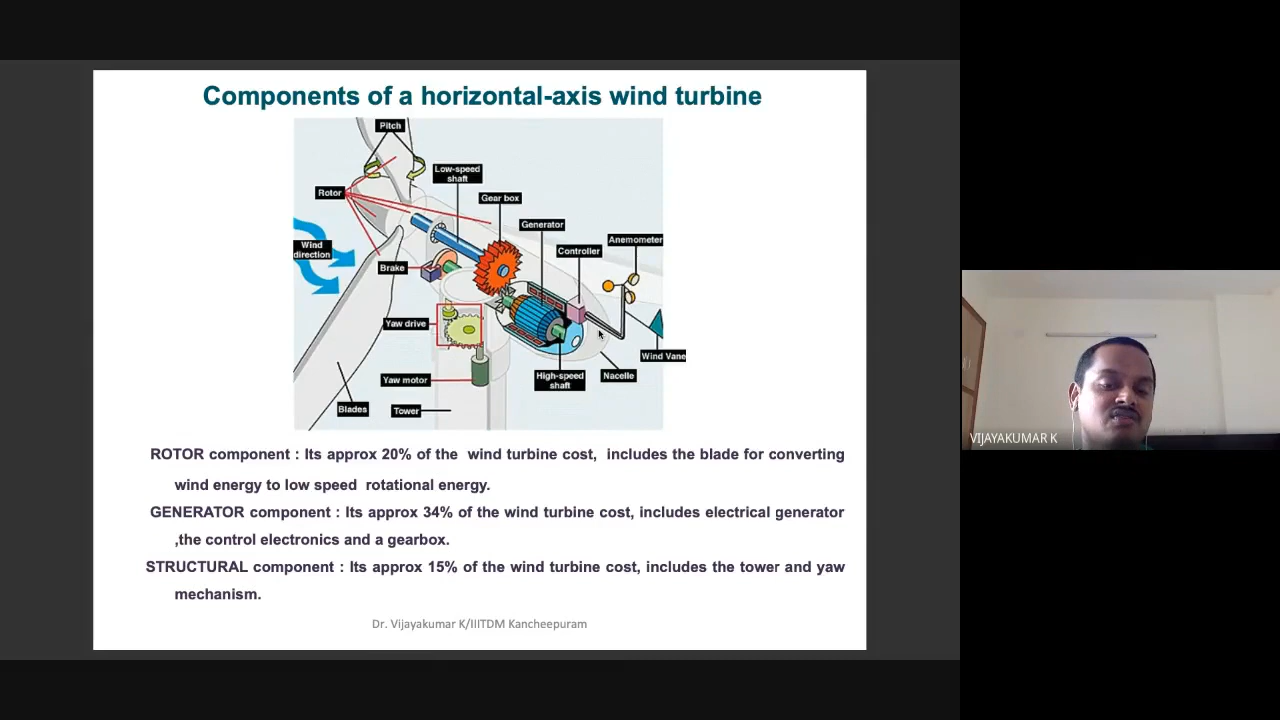 Components of a horizontal-axis wind turbine
Pitch
Low-speed
shaft
Rotor
Gear box
Generator
Anemometer
Controller
Wind
direction
Brake
Yaw drive
Wind Vane
High-speed
shaft
Nacelle
Yaw motor
Blades
Tower
ROTOR component : Its approx 20% of the wind turbine cost, includes the blade for converting
wind energy to low speed rotational energy.
GENERATOR component : Its approx 34% of the wind turbine cost, includes electrical generator
,the control electronics and a gearbox.
STRUCTURAL component : Its approx 15% of the wind turbine cost, includes the tower and yaw
mechanism.
Dr. Vijayakumar K/IIITDM Kancheepuram
VIJAYAKUMAR K